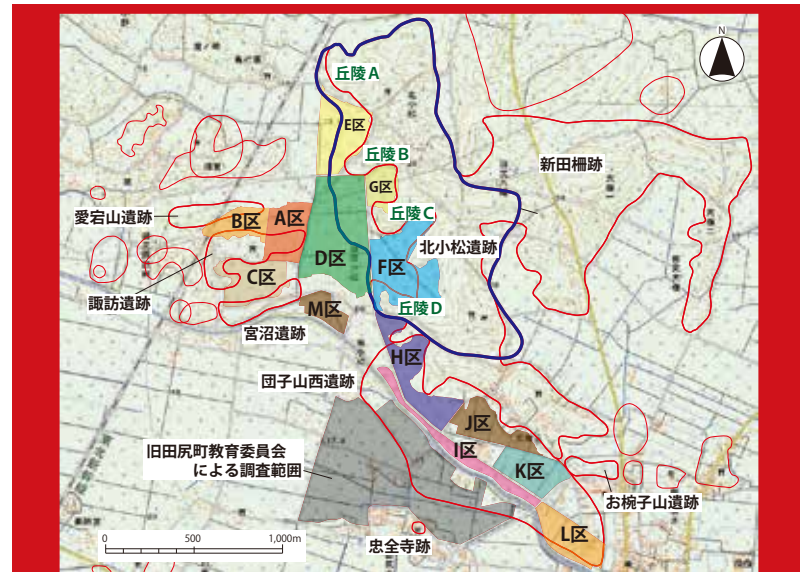 N
丘陵A
E区
丘陵B
新田柵跡
G区
愛宕山遺跡
B区
A区
丘陵C
北小松遺跡
D区
F区
C区
諏訪遺跡
丘陵D
M区
宮沼遺跡
H区
団子山西遺跡
J区
旧田尻町教育委員会
による調査範囲
I区
K区
お椀子山遺跡
L区
忠全寺跡
0
500
1,000m